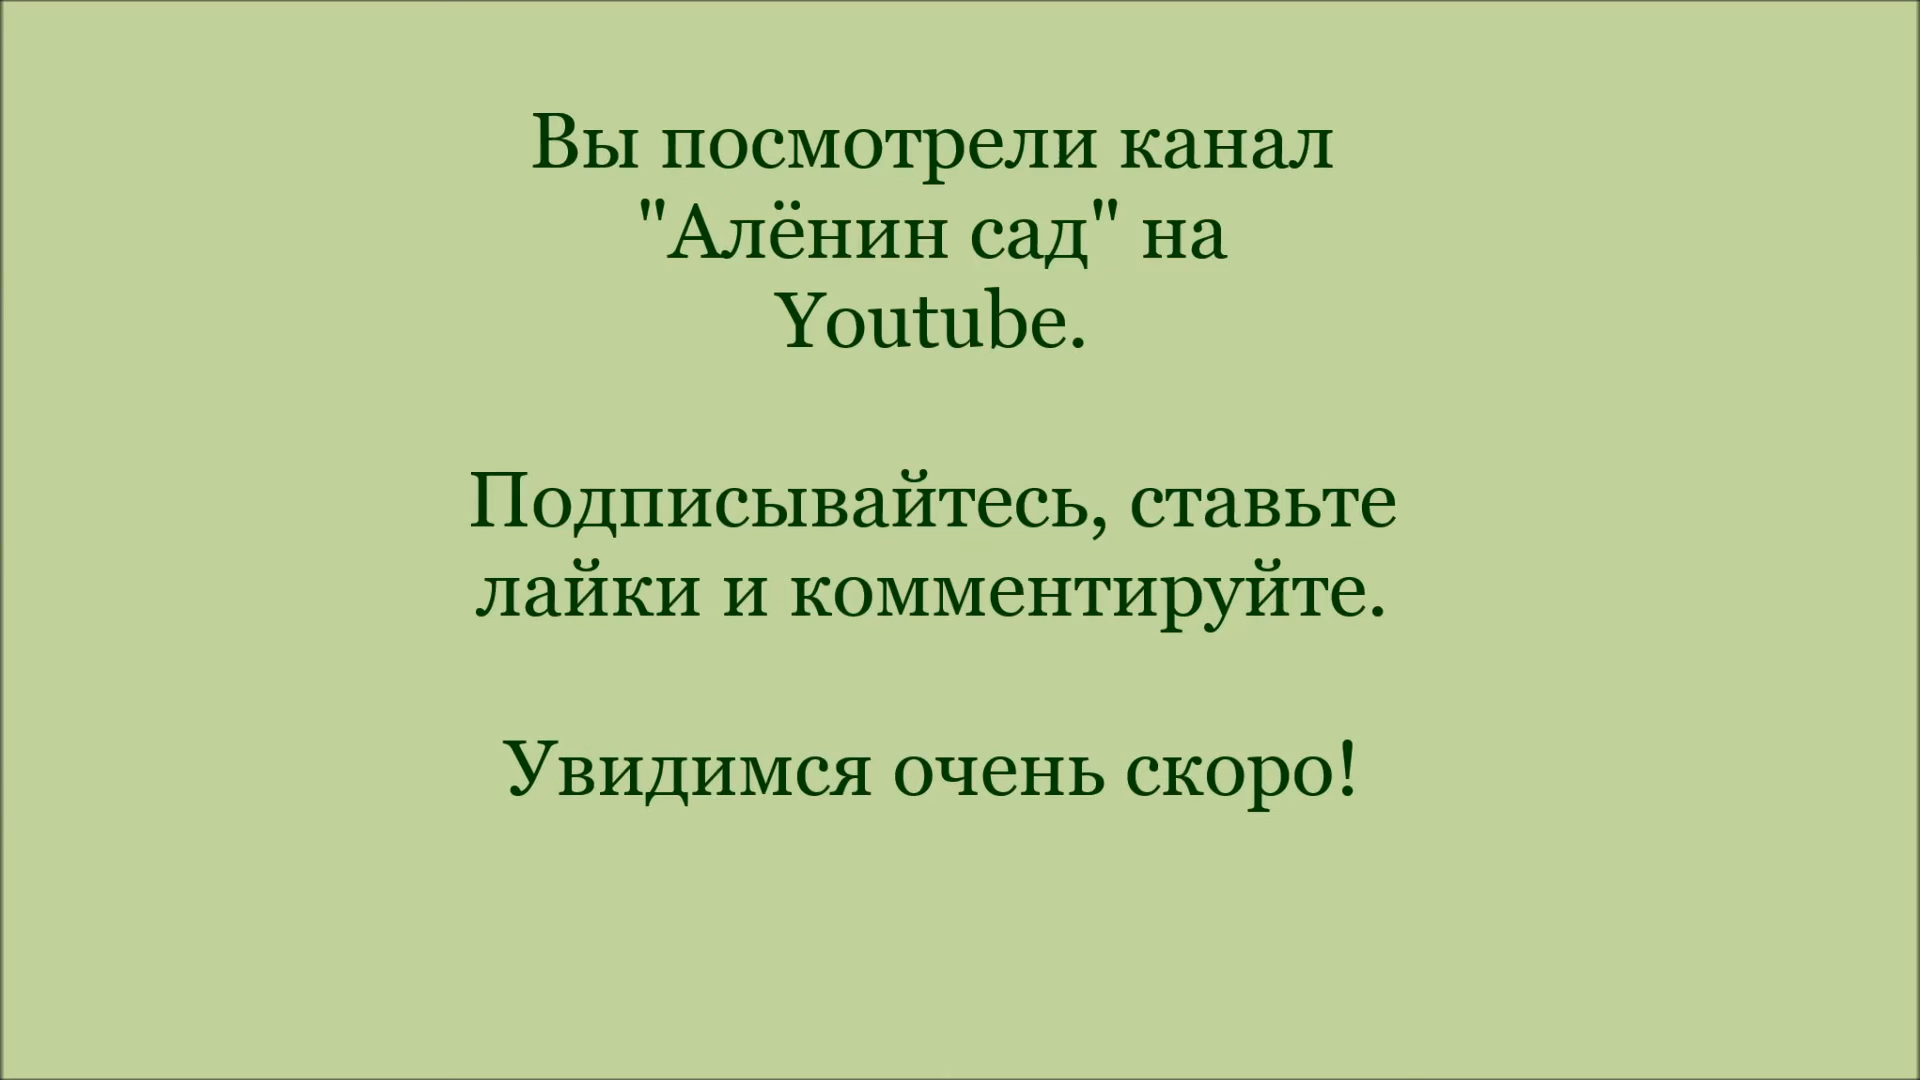 Вы посмотрели канал
"Алёнин сад" на
Youtube.
Подписывайтесь, ставьте
лайки и комментируйте.
Увидимся очень скоро!